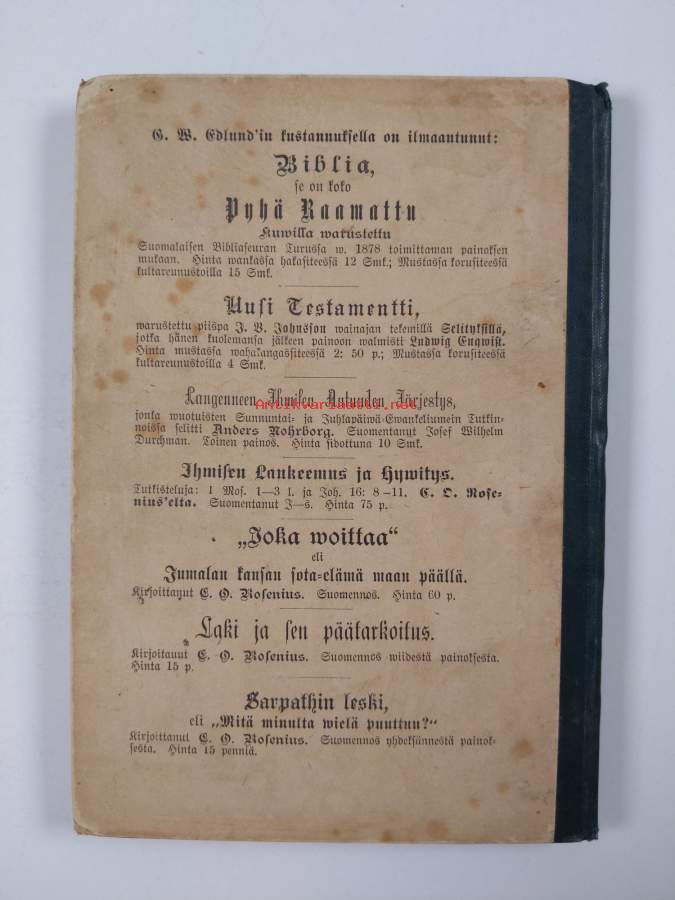 G. W. Edlund'in kustannuksella on ilmaantunut:
Biblia,
se on koko
Pyhä Raamattu
Kuwilla warustettu
Suomalaisen Bibliaseuran Turussa w. 1878 toimittaman painoksen
mukaan. Hinta wankassa hakasiteessä 12 Smk.; Mustassa korusiteessä
kultareunustoilla 15 Smk.
Uusi Testamentti,
warustettu piispa J. V. Johnsson wainajan tekemillä Selityksillä,
jotka hänen kuolemansa jälkeen painoon walmisti Ludwig Enqwist.
Hinta mustassa wahakangassiteessä 2: 50 p.; Mustassa korusiteessä
kultareunustoilla 4 Smk.
Langenneen Ihmisen Autuuden Järjestys,
Antikvariaatti.net
jonka wuotuisten Sunnuntai- ja Juhlapäiwä-Ewankeliumein Tutkin-
noissa selitti Anders Nohrborg. Suomentanut Josef Wilhelm
Durchman. Toinen painos. Hinta sidottuna 10 Smk.
Ihmisen Lankeemus ja Hywitys.
Tutkisteluja: 1 Mos. 1—3 l. ja Joh. 16: 8–11. C. O. Rose-
nius'elta. Suomentanut J—s. Hinta 75 p.
„Joka woittaa“
eli
Jumalan kansan sota-elämä maan päällä.
Kirjoittanut C. O. Rosenius. Suomennos. Hinta 60 p.
Laki ja sen päätarkoitus.
Kirjoitauut C. O. Rosenius. Suomennos wiidestä painoksesta.
Hinta 15 p.
Sarpathin leski,
eli „Mitä minulta wielä puuttuu?“
Kirjoittanut C. O. Rosenius. Suomennos yhdeksännestä painok-
sesta. Hinta 15 penniä.